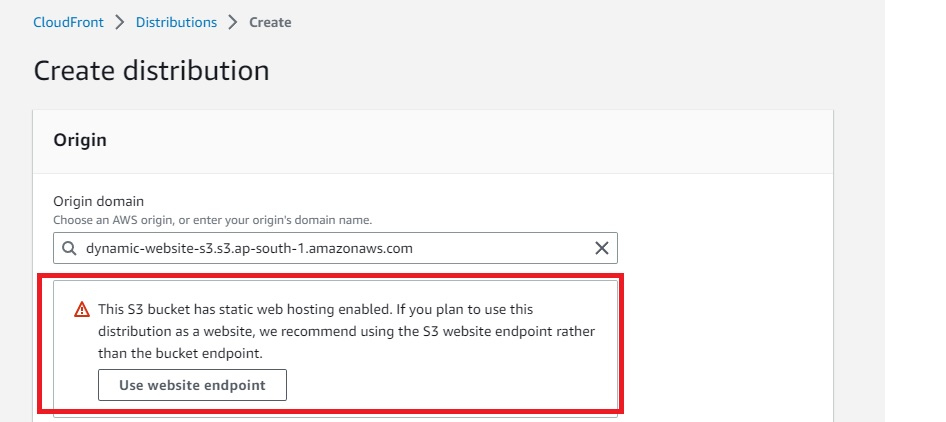 CloudFront > Distributions > Create
Create distribution
Origin
Origin domain
Choose an AWS origin, or enter your origin's domain name.
dynamic-website-s3.s3.ap-south-1.amazonaws.com
This S3 bucket has static web hosting enabled. If you plan to use this
distribution as a website, we recommend using the S3 website endpoint rather
than the bucket endpoint.
Use website endpoint